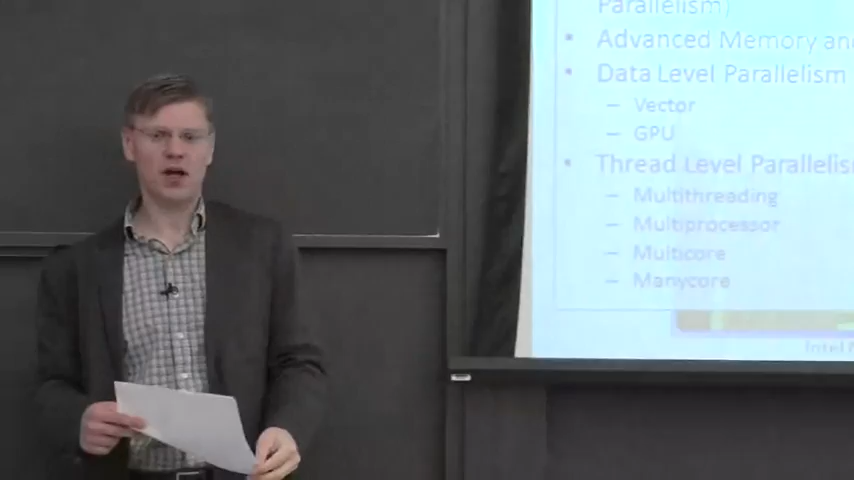 Parallelism)
Advanced Memory and
Data Level Parallelism
– Vector
– GPU
Thread Level Parallelism
– Multithreading
– Multiprocessor
– Multicore
– Manycore
Intel